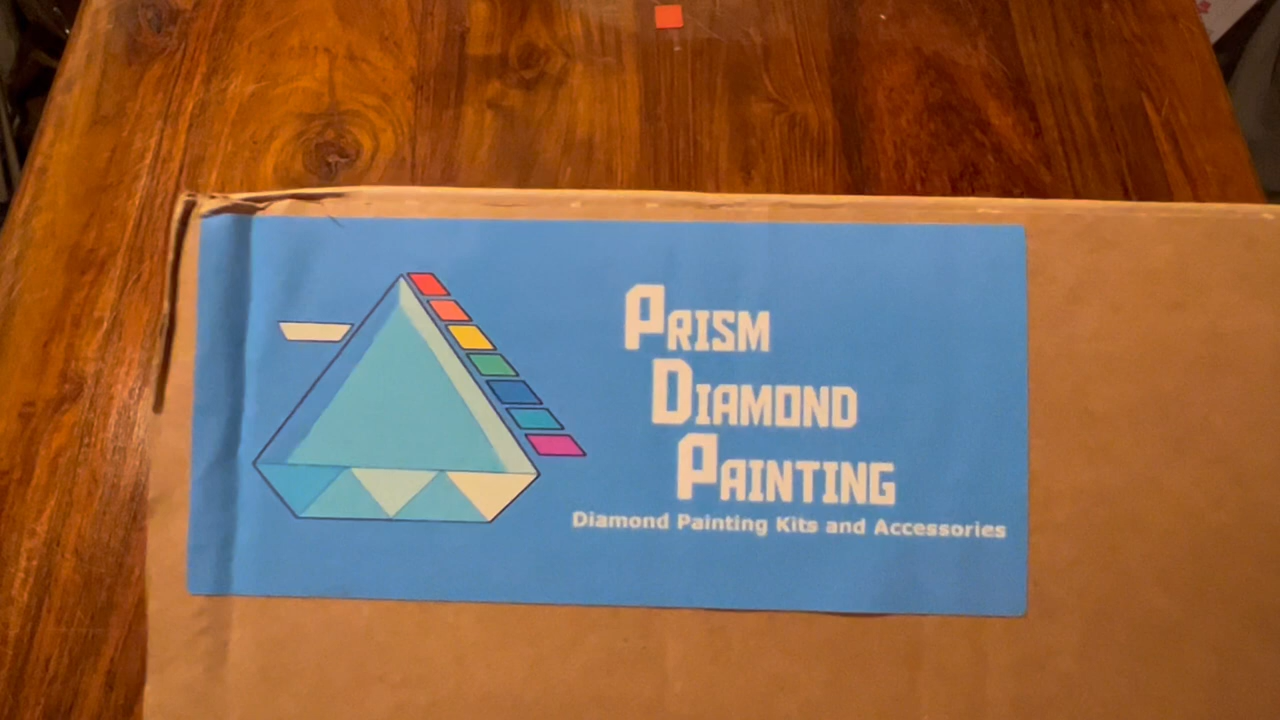 Prism
Diamond
Painting
Diamond Painting Kits and Accessories